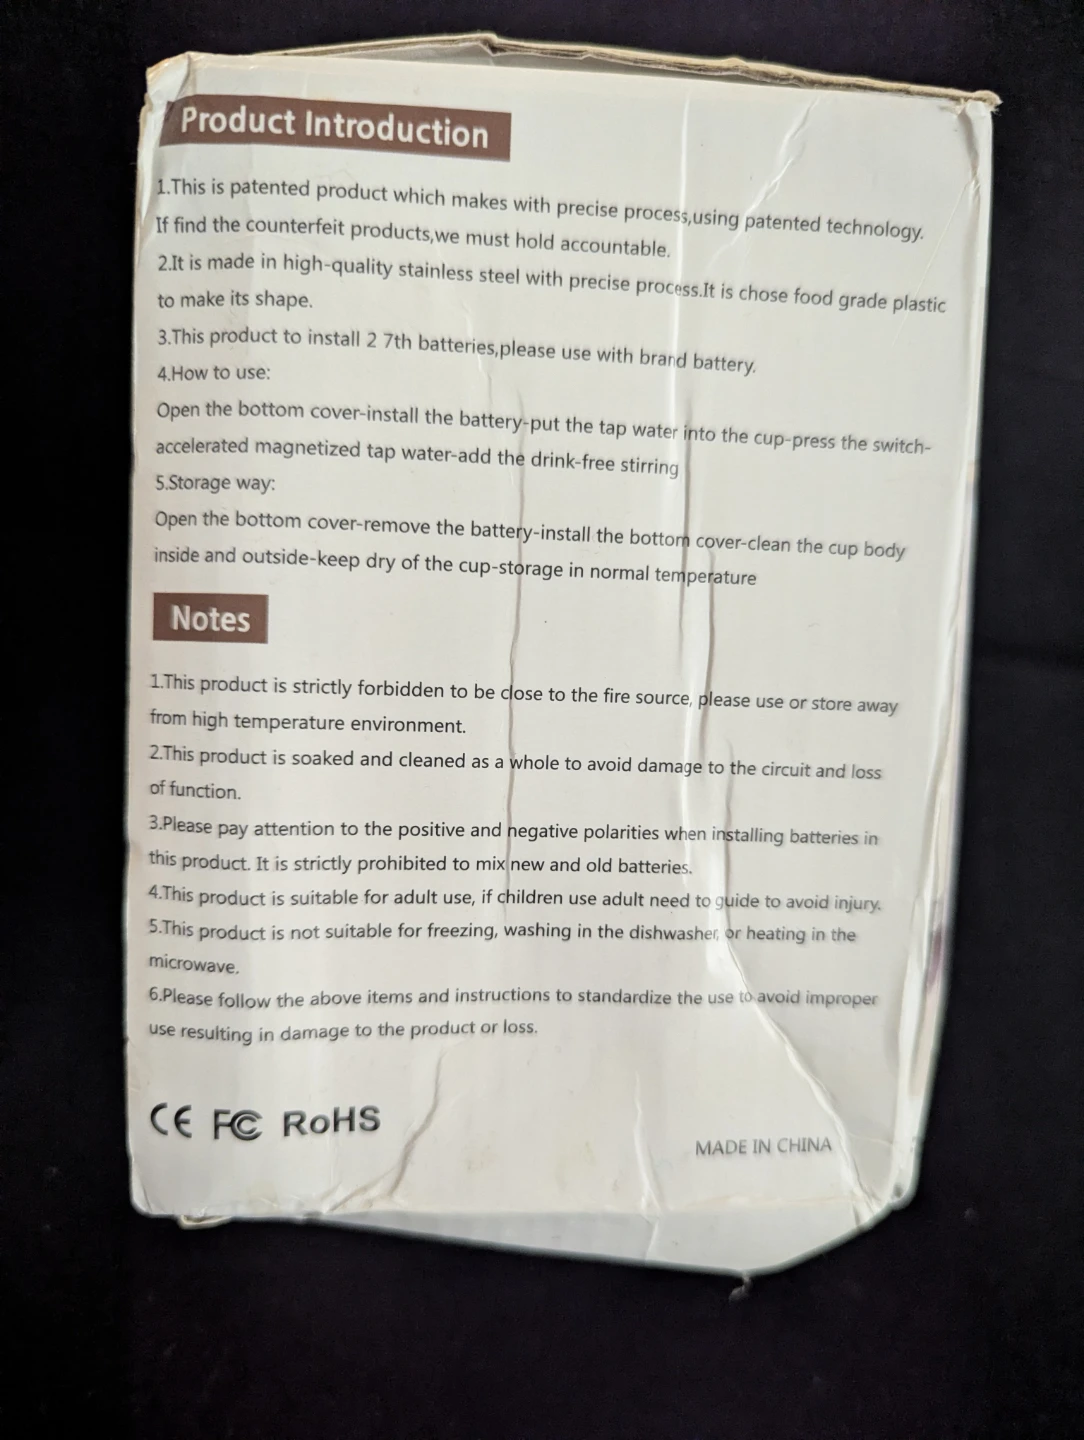 Product Introduction
1.This is patented product which makes with precise process,using patented technology.
If find the counterfeit products,we must hold accountable.
2.It is made in high-quality stainless steel with precise process.It is chose food grade plastic
to make its shape.
3.This product to install 2 7th batteries,please use with brand battery.
4.How to use:
Open the bottom cover-install the battery-put the tap water into the cup-press the switch-
accelerated magnetized tap water-add the drink-free stirring
5.Storage way:
Open the bottom cover-remove the battery-install the bottom cover-clean the cup body
inside and outside-keep dry of the cup-storage in normal temperature
Notes
1.This product is strictly forbidden to be close to the fire source, please use or store away
from high temperature environment.
2.This product is soaked and cleaned as a whole to avoid damage to the circuit and loss
of function.
3.Please pay attention to the positive and negative polarities when installing batteries in
this product. It is strictly prohibited to mix new and old batteries.
4.This product is suitable for adult use, if children use adult need to guide to avoid injury.
5.This product is not suitable for freezing, washing in the dishwasher, or heating in the
microwave.
6.Please follow the above items and instructions to standardize the use to avoid improper
use resulting in damage to the product or loss.
CE FC RoHS
MADE IN CHINA